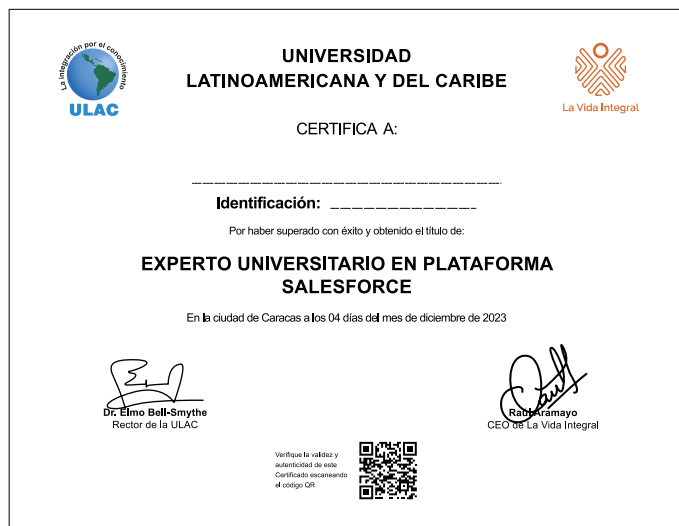 La integración por el conocimiento
ULAC
UNIVERSIDAD
LATINOAMERICANA Y DEL CARIBE
La Vida Integral
CERTIFICA A:
Identificación:
Por haber superado con éxito y obtenido el título de:
EXPERTO UNIVERSITARIO EN PLATAFORMA
SALESFORCE
En la ciudad de Caracas a los 04 días del mes de diciembre de 2023
Dr. Elmo Bell-Smythe
Rector de la ULAC
Raúl Aramayo
CEO de La Vida Integral
Verifique la validez y
autenticidad de este
Certificado escaneando
el código QR